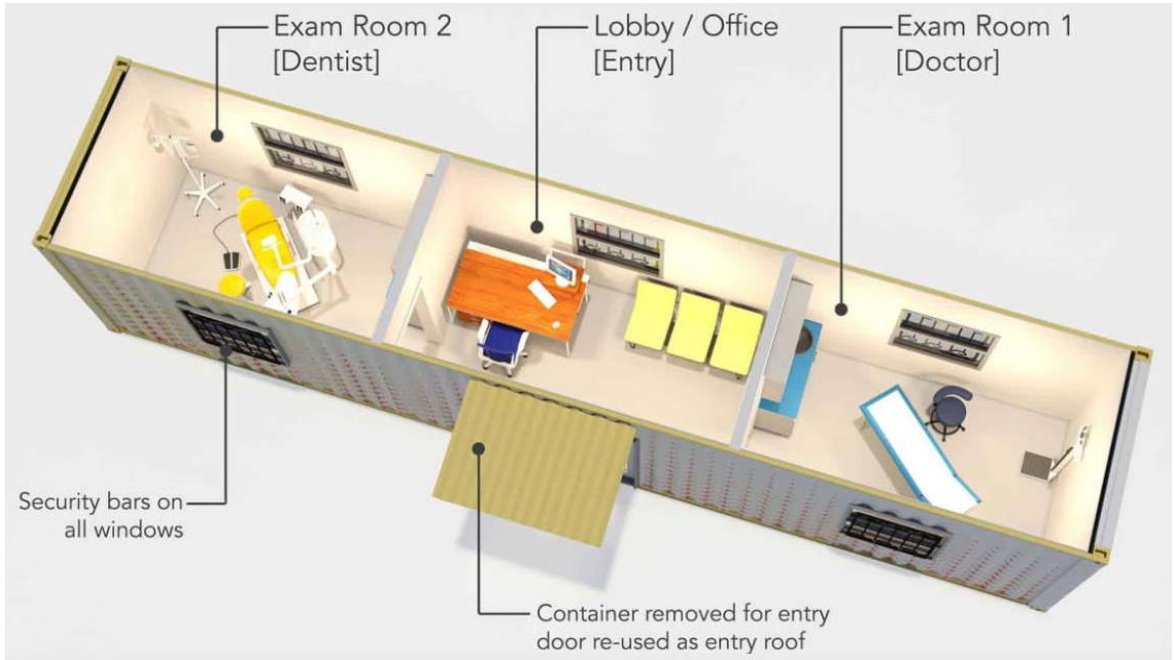 Exam Room 2
[Dentist]
Lobby / Office
[Entry]
Exam Room 1
[Doctor]
Security bars on
all windows
Container removed for entry
door re-used as entry roof